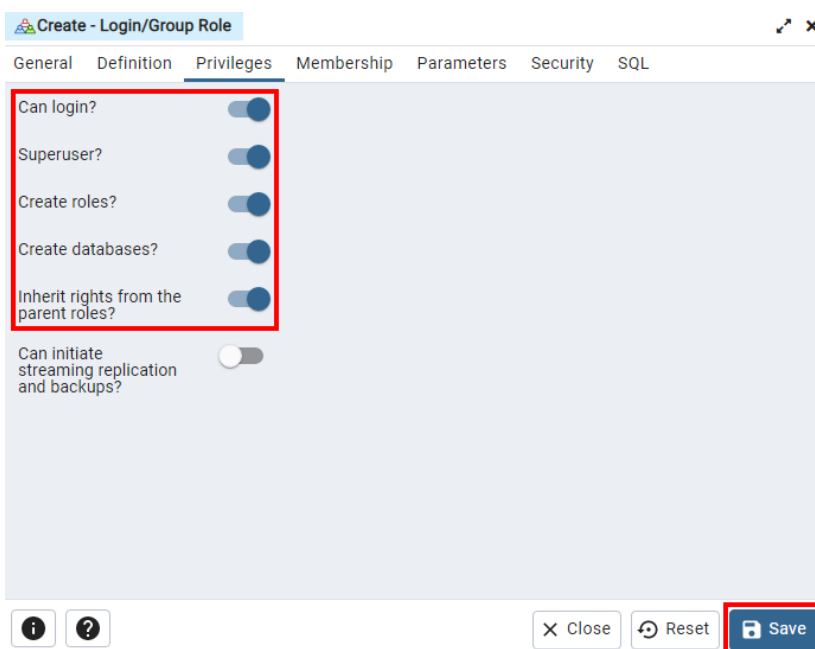 Create - Login/Group Role
General Definition Privileges Membership Parameters Security SQL
Can login?
Superuser?
Create roles?
Create databases?
Inherit rights from the
parent roles?
Can initiate
streaming replication
and backups?
Close Reset Save